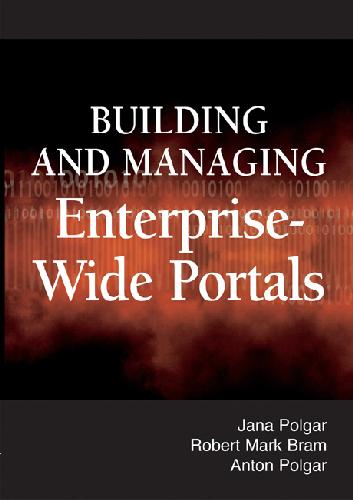 BUILDING
AND MANAGING
Enterprise-
Wide Portals
Jana Polgar
Robert Mark Bram
Anton Polgar